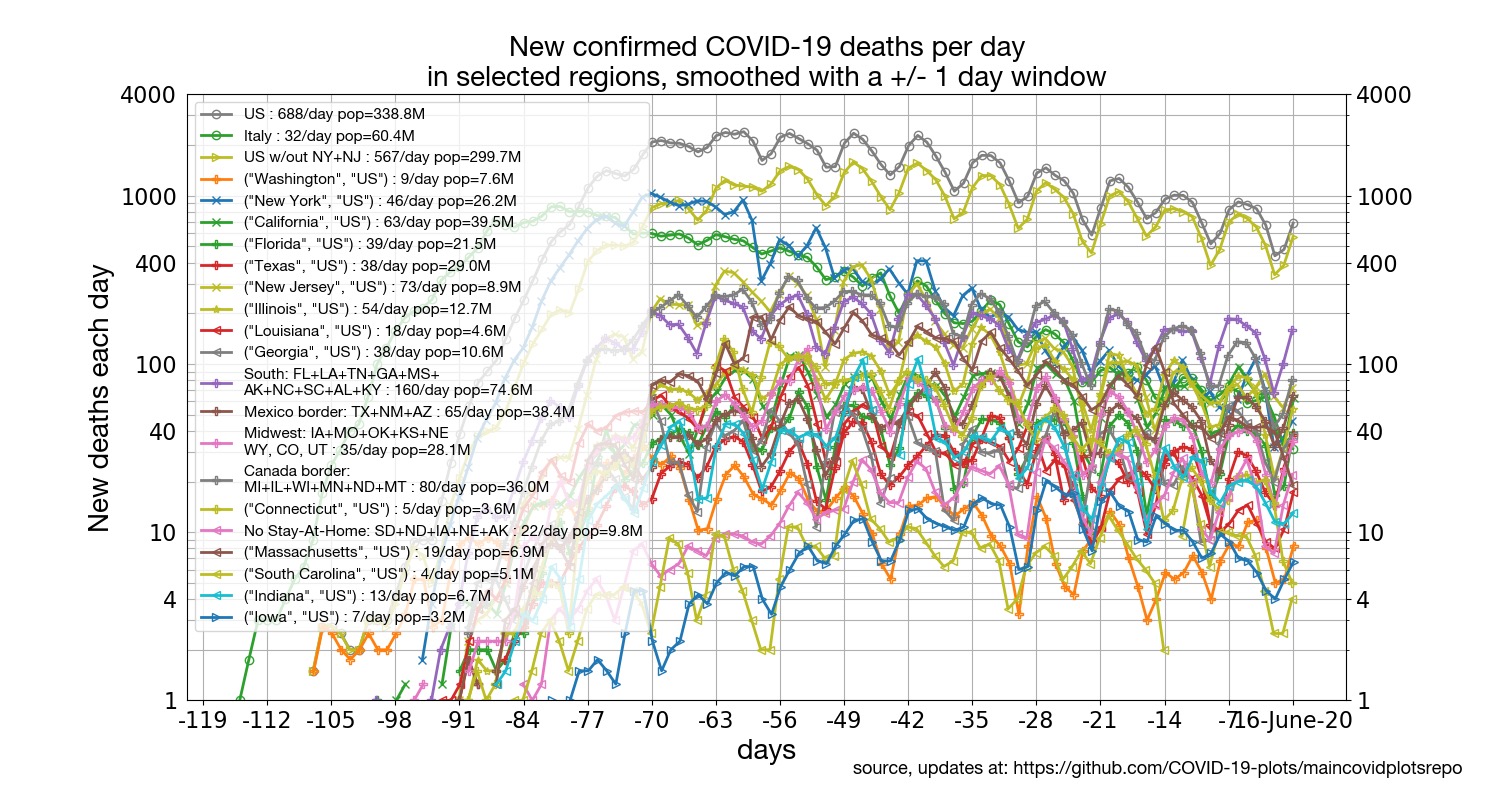 New confirmed COVID-19 deaths per day
in selected regions, smoothed with a +/- 1 day window
4000
1000
400
100
40
10
4
1
New deaths each day
US : 688/day pop=338.8M
Italy : 32/day pop=60.4M
US w/out NY+NJ : 567/day pop=299.7M
("Washington", "US") : 9/day pop=7.6M
("New York", "US") : 46/day pop=26.2M
("California", "US") : 63/day pop=39.5M
("Florida", "US") : 39/day pop=21.5M
("Texas", "US") : 38/day pop=29.0M
("New Jersey", "US") : 73/day pop=8.9M
("Illinois", "US") : 54/day pop=12.7M
("Louisiana", "US") : 18/day pop=4.6M
("Georgia", "US") : 38/day pop=10.6M
South: FL+LA+TN+GA+MS+
AK+NC+SC+AL+KY : 160/day pop=74.6M
Mexico border: TX+NM+AZ : 65/day pop=38.4M
Midwest: IA+MO+OK+KS+NE
WY, CO, UT : 35/day pop=28.1M
Canada border:
MI+IL+WI+MN+ND+MT : 80/day pop=36.0M
("Connecticut", "US") : 5/day pop=3.6M
No Stay-At-Home: SD+ND+IA+NE+AK : 22/day pop=9.8M
("Massachusetts", "US") : 19/day pop=6.9M
("South Carolina", "US") : 4/day pop=5.1M
("Indiana", "US") : 13/day pop=6.7M
("Iowa", "US") : 7/day pop=3.2M
4000
1000
400
100
40
10
4
1
-119 -112 -105 -98 -91 -84 -77 -70 -63 -56 -49 -42 -35 -28 -21 -14 -7 16-June-20
days
source, updates at: https://github.com/COVID-19-plots/maincovidplotsrepo